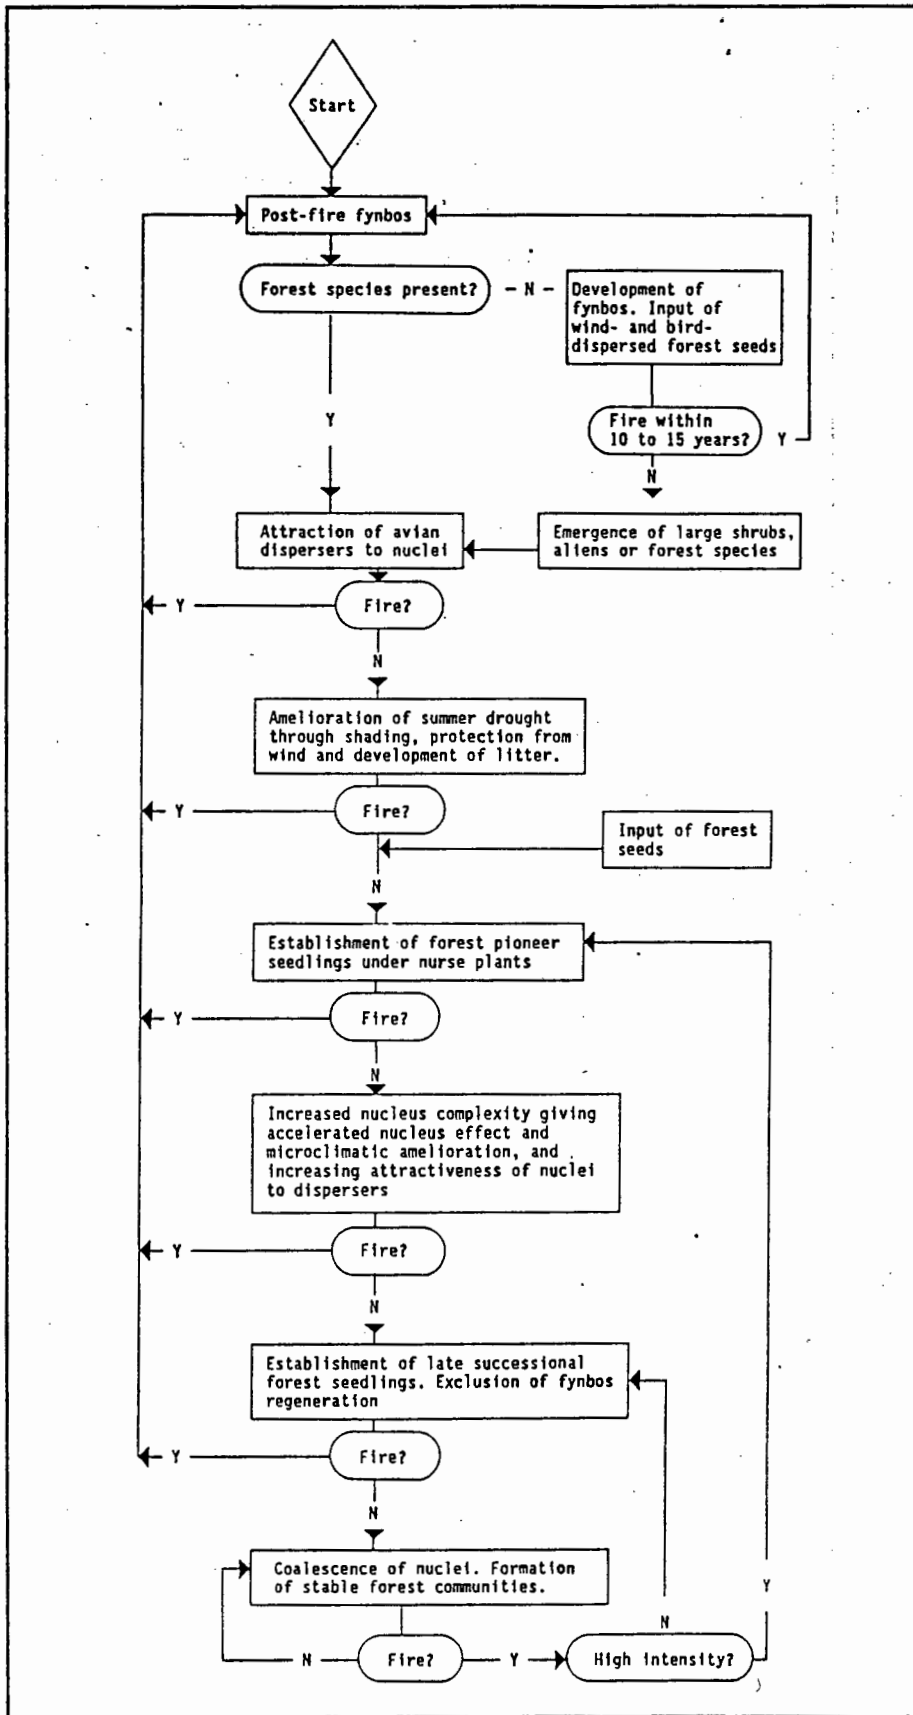 Start
Post-fire fynbos
Forest species present?
- N -
Development of
fynbos. Input of
wind- and bird-
dispersed forest seeds
Y
Fire within
10 to 15 years?
Y
N
Attraction of avian
dispersers to nuclei
Emergence of large shrubs,
aliens or forest species
Fire?
Y
N
Amelioration of summer drought
through shading, protection from
wind and development of litter.
Fire?
Y
Input of forest
seeds
N
Establishment of forest pioneer
seedlings under nurse plants
Fire?
Y
N
Increased nucleus complexity giving
accelerated nucleus effect and
microclimatic amelioration, and
increasing attractiveness of nuclei
to dispersers
Fire?
Y
N
Establishment of late successional
forest seedlings. Exclusion of fynbos
regeneration
Fire?
Y
N
Coalescence of nuclei. Formation
of stable forest communities.
Y
N
N
Fire?
Y
High intensity?